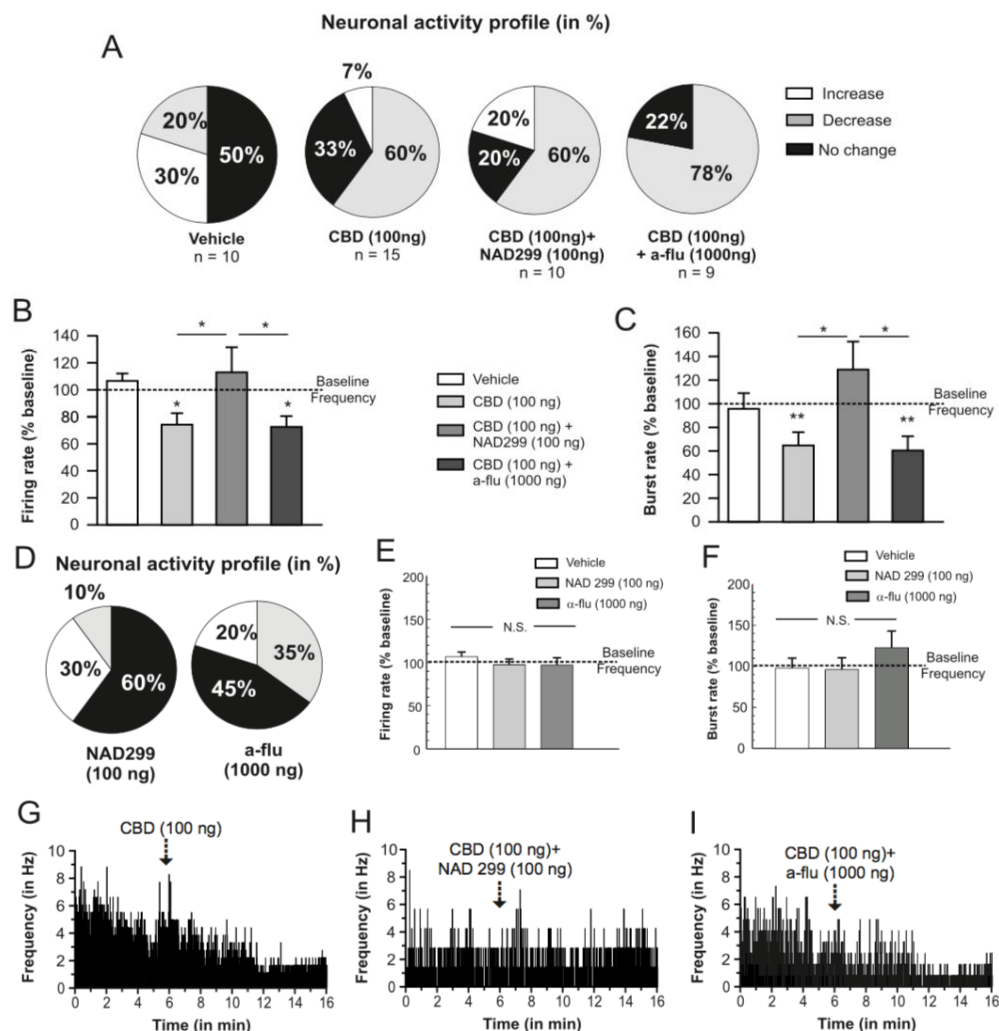 Neuronal activity profile (in %)
A
7%
20%
50%
30%
33%
60%
20%
20%
60%
22%
78%
Increase
Decrease
No change
Vehicle
n = 10
CBD (100ng)
n = 15
CBD (100ng)+
NAD299 (100ng)
n = 10
CBD (100ng)
+ a-flu (1000ng)
n = 9
B
Firing rate (% baseline)
140
120
100
80
60
40
20
0
*
*
*
*
Baseline
Frequency
Vehicle
CBD (100 ng)
CBD (100 ng) +
NAD299 (100 ng)
CBD (100 ng) +
a-flu (1000 ng)
C
Burst rate (% baseline)
160
140
120
100
80
60
40
20
0
*
*
**
**
Baseline
Frequency
D
Neuronal activity profile (in %)
10%
30%
60%
20%
35%
45%
NAD299
(100 ng)
a-flu
(1000 ng)
E
Vehicle
NAD 299 (100 ng)
α-flu (1000 ng)
Firing rate (% baseline)
200
150
100
50
0
N.S.
Baseline
Frequency
F
Vehicle
NAD 299 (100 ng)
α-flu (1000 ng)
Burst rate (% baseline)
200
150
100
50
0
N.S.
Baseline
Frequency
G
CBD (100 ng)
Frequency (in Hz)
10
8
6
4
2
0
0 2 4 6 8 10 12 14 16
Time (in min)
H
CBD (100 ng)+
NAD 299 (100 ng)
Frequency (in Hz)
10
8
6
4
2
0
0 2 4 6 8 10 12 14 16
Time (in min)
I
CBD (100 ng)+
a-flu (1000 ng)
Frequency (in Hz)
10
8
6
4
2
0
0 2 4 6 8 10 12 14 16
Time (in min)